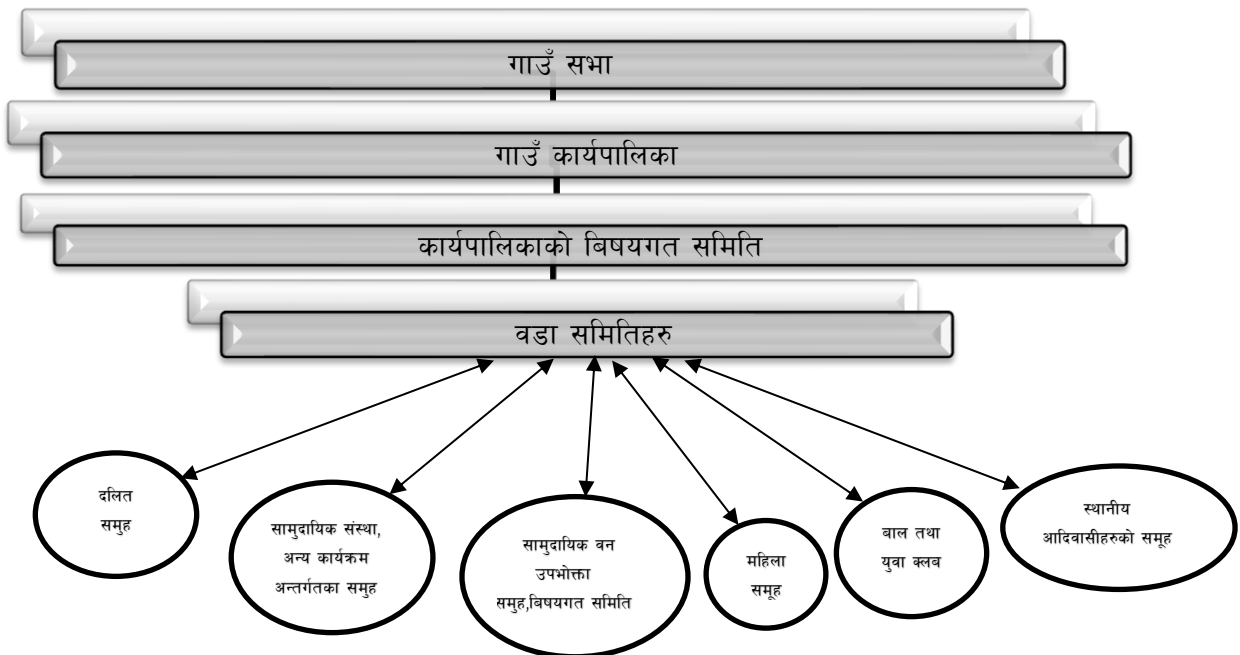 गाउँ सभा
गाउँ कार्यपालिका
कार्यपालिकाको बिषयगत समिति
वडा समितिहरु
दलित
समुह
सामुदायिक संस्था,
अन्य कार्यक्रम
अन्तर्गतका समुह
सामुदायिक वन
उपभोक्ता
समुह,बिषयगत समिति
महिला
समूह
बाल तथा
युवा क्लब
स्थानीय
आदिवासीहरुको समूह